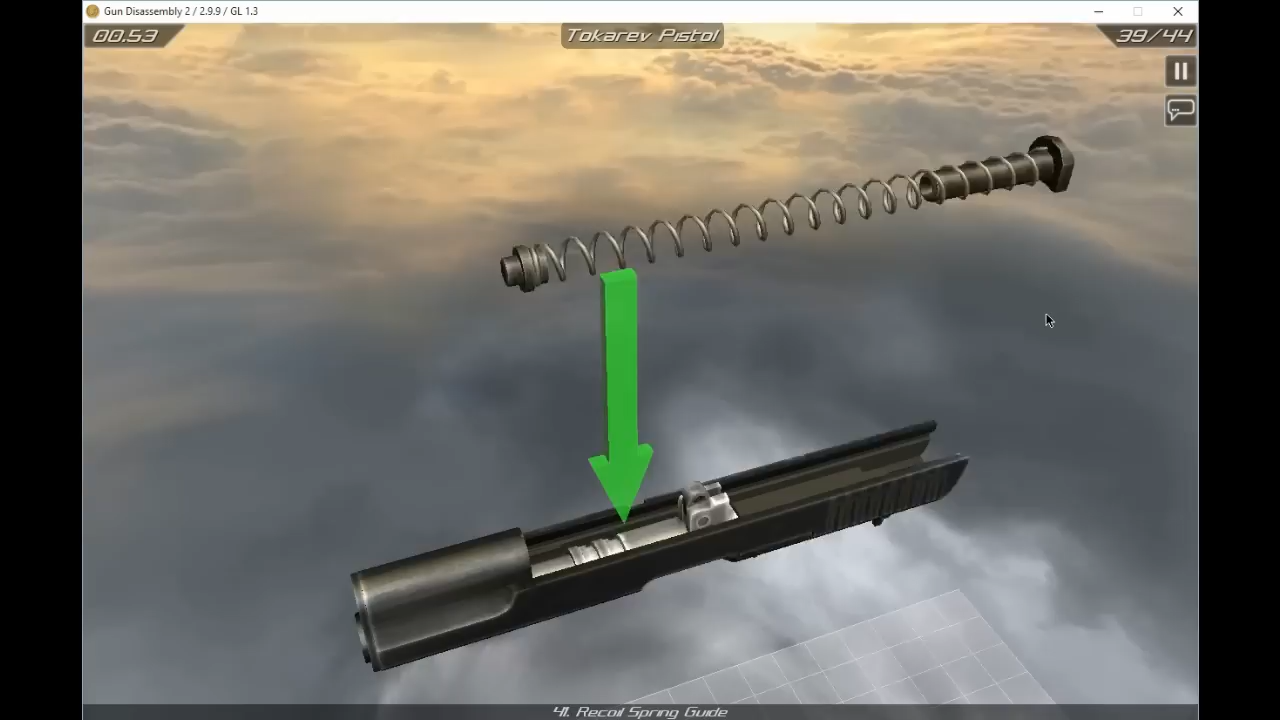 Gun Disassembly 2 / 2.9.9 / GL 1.3
00:53
Tokarev Pistol
39/44
41. Recoil Spring Guide